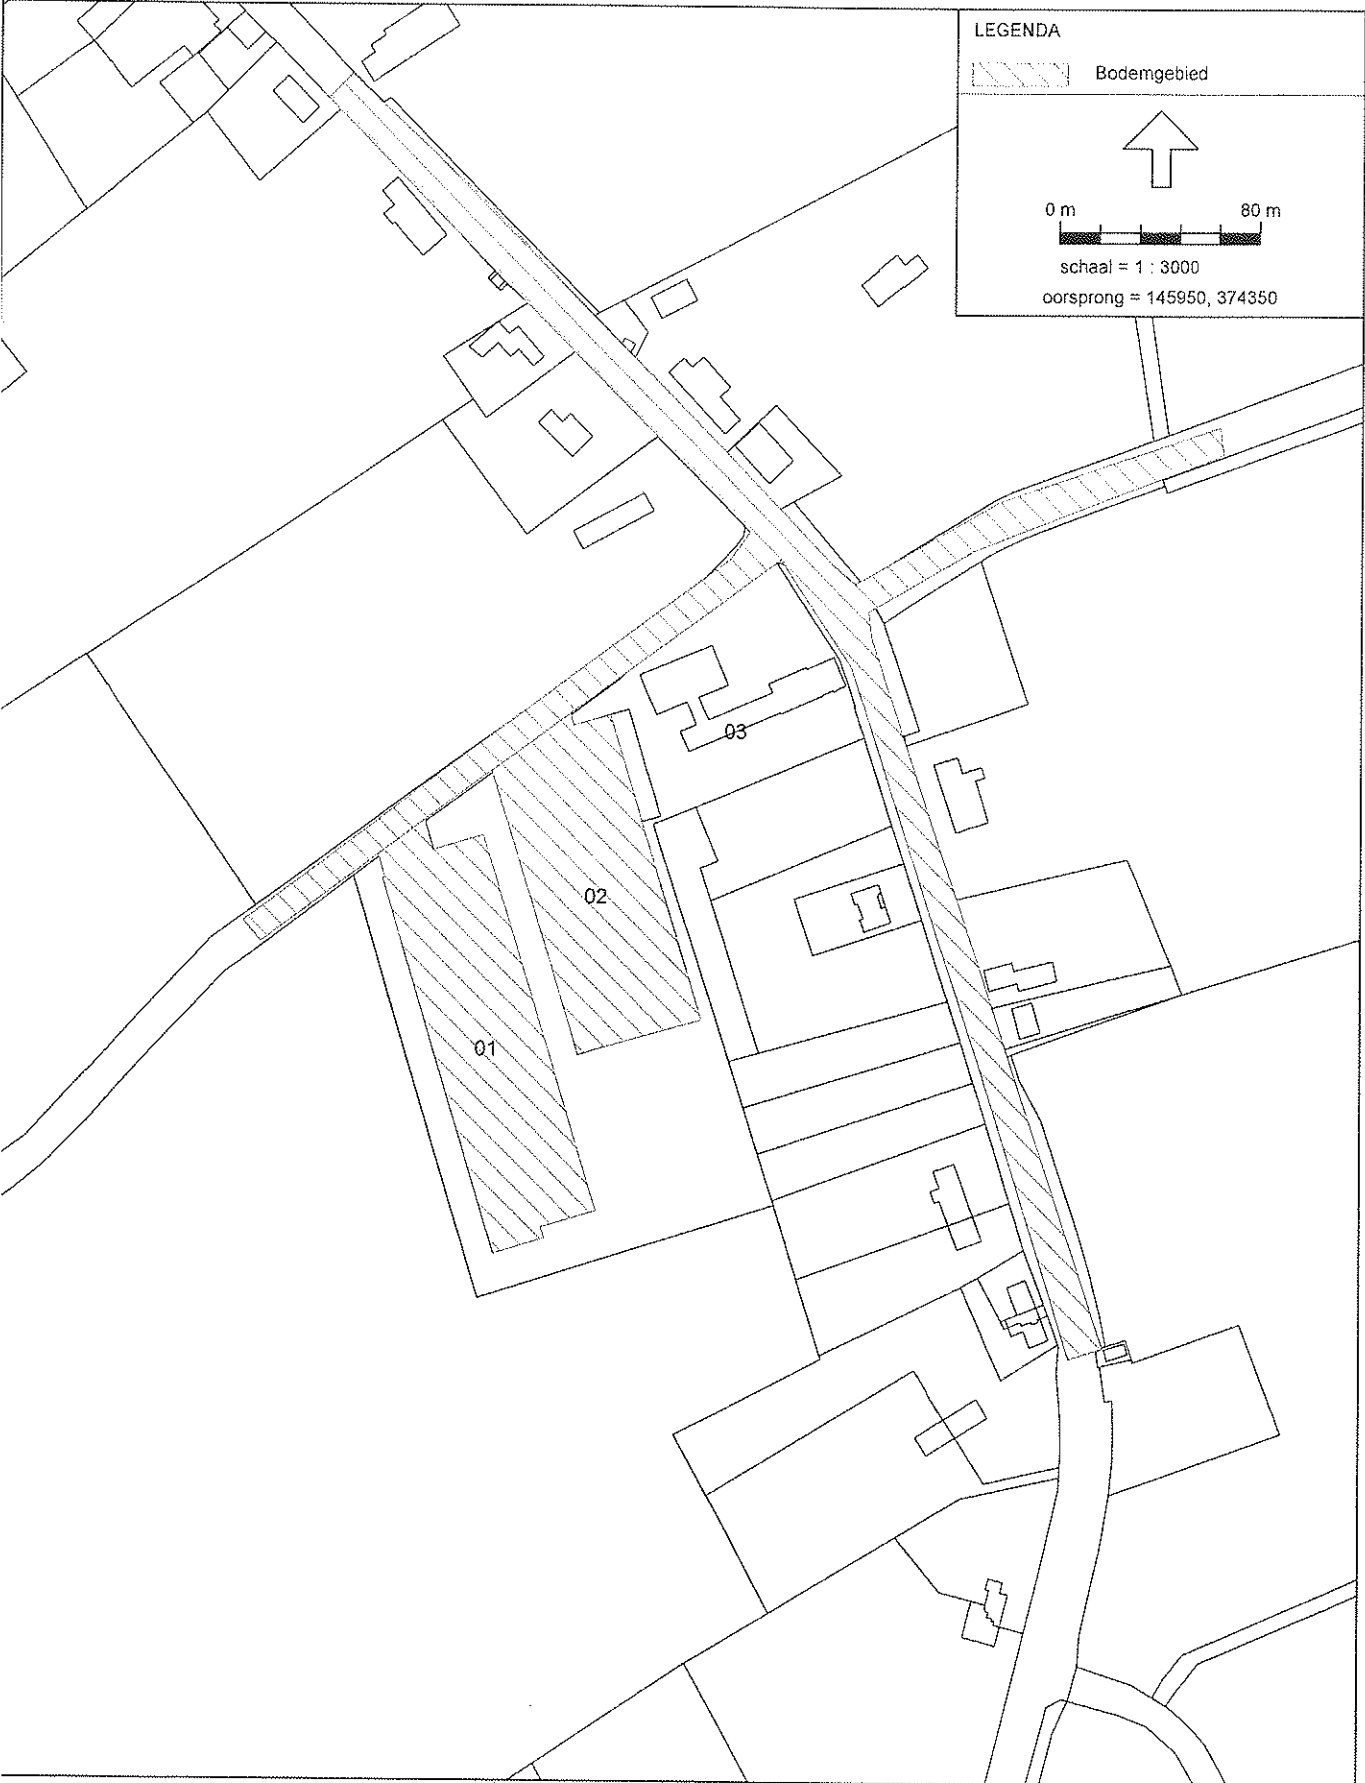 LEGENDA
Bodemgebied
0 m 80 m
schaal = 1 : 3000
oorsprong = 145950, 374350
03
02
01